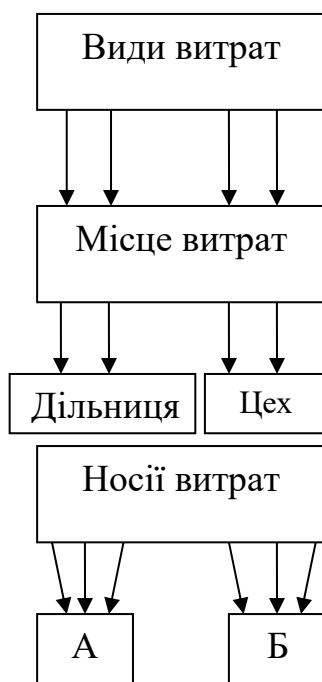 Види витрат
Місце витрат
Дільниця
Цех
Носії витрат
А
Б